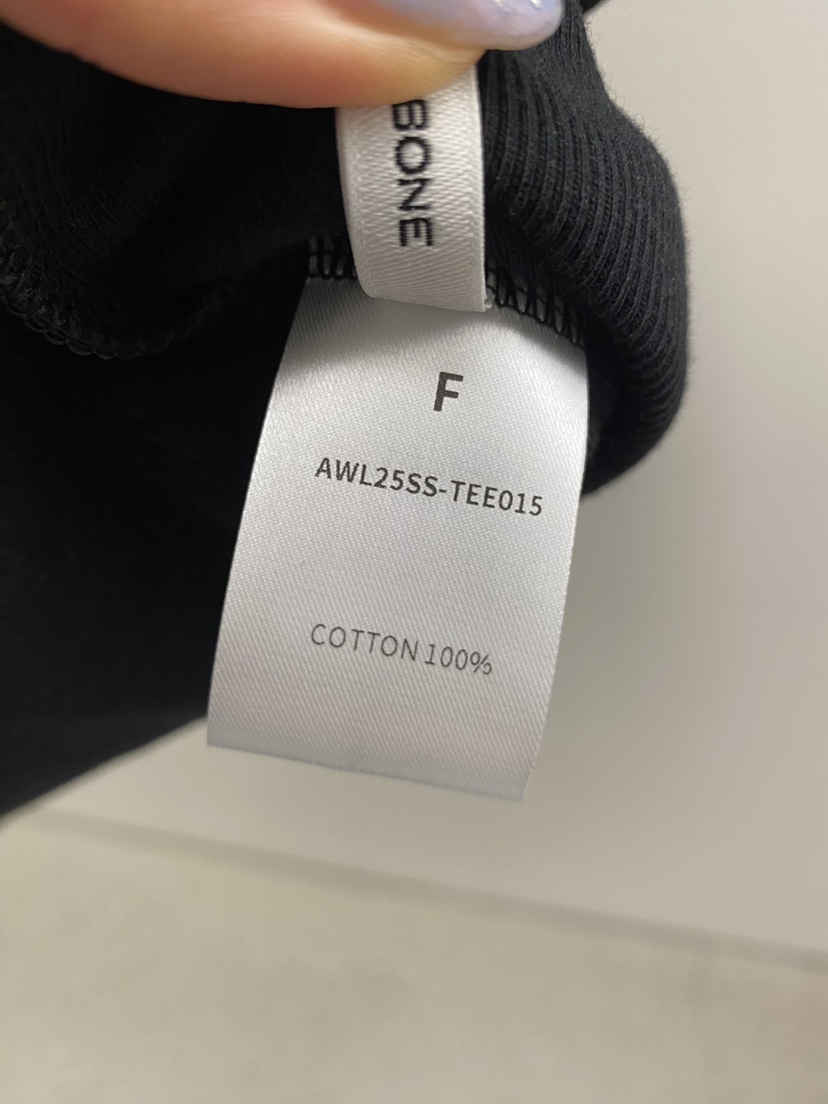 BONE
F
AWL25SS-TEE015
COTTON 100%